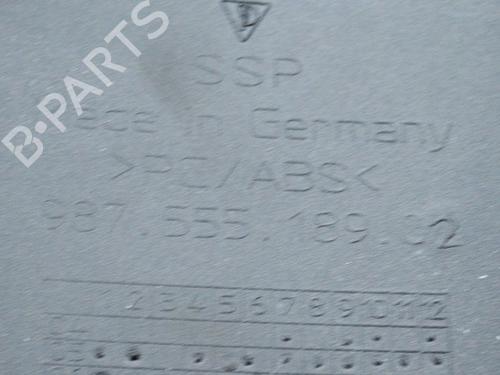 B-PARTS
SSP
Made in Germany
>PC/ABS<
987.555.189.02
2 3 4 5 6 7 8 9 10 11 12